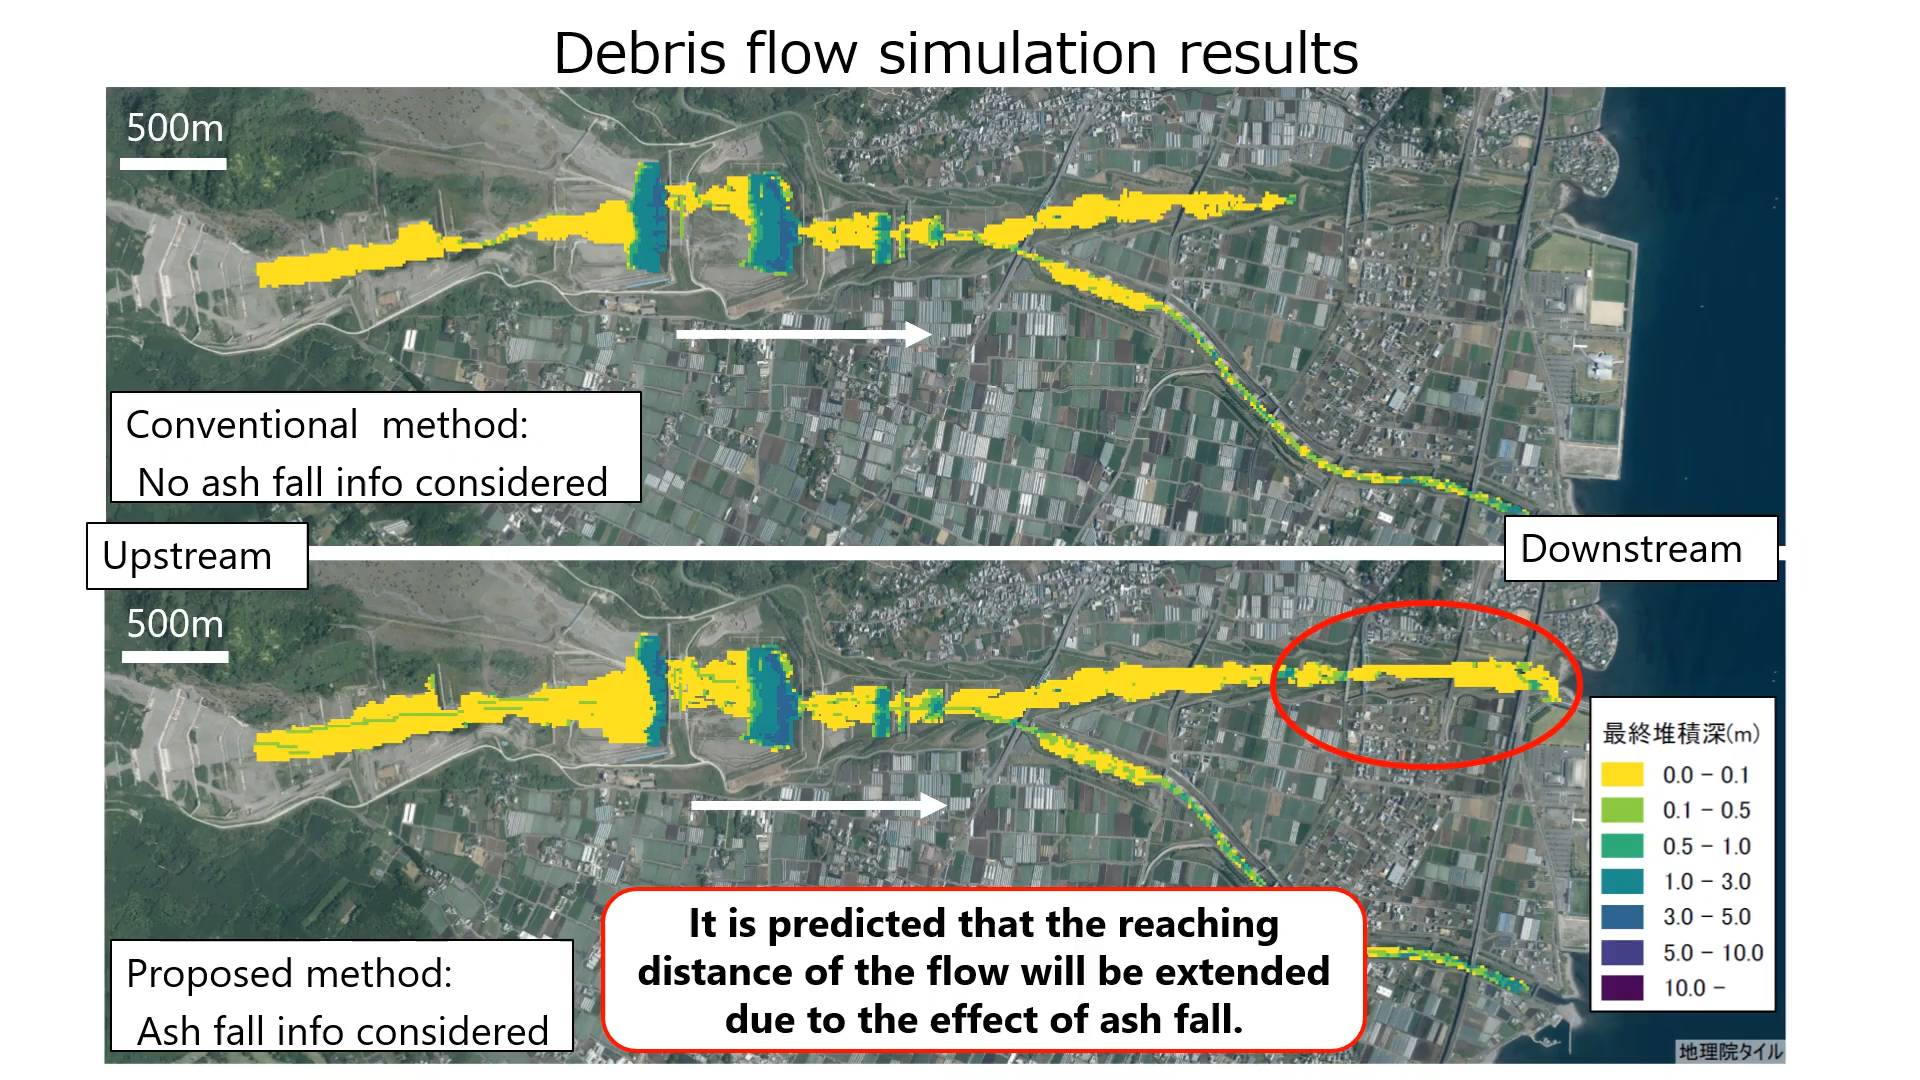 Debris flow simulation results
500m
Conventional method:
No ash fall info considered
Upstream
Downstream
500m
最終堆積深(m)
0.0 – 0.1
0.1 – 0.5
0.5 – 1.0
1.0 – 3.0
3.0 – 5.0
5.0 – 10.0
10.0 –
It is predicted that the reaching
distance of the flow will be extended
due to the effect of ash fall.
Proposed method:
Ash fall info considered
地理院タイル